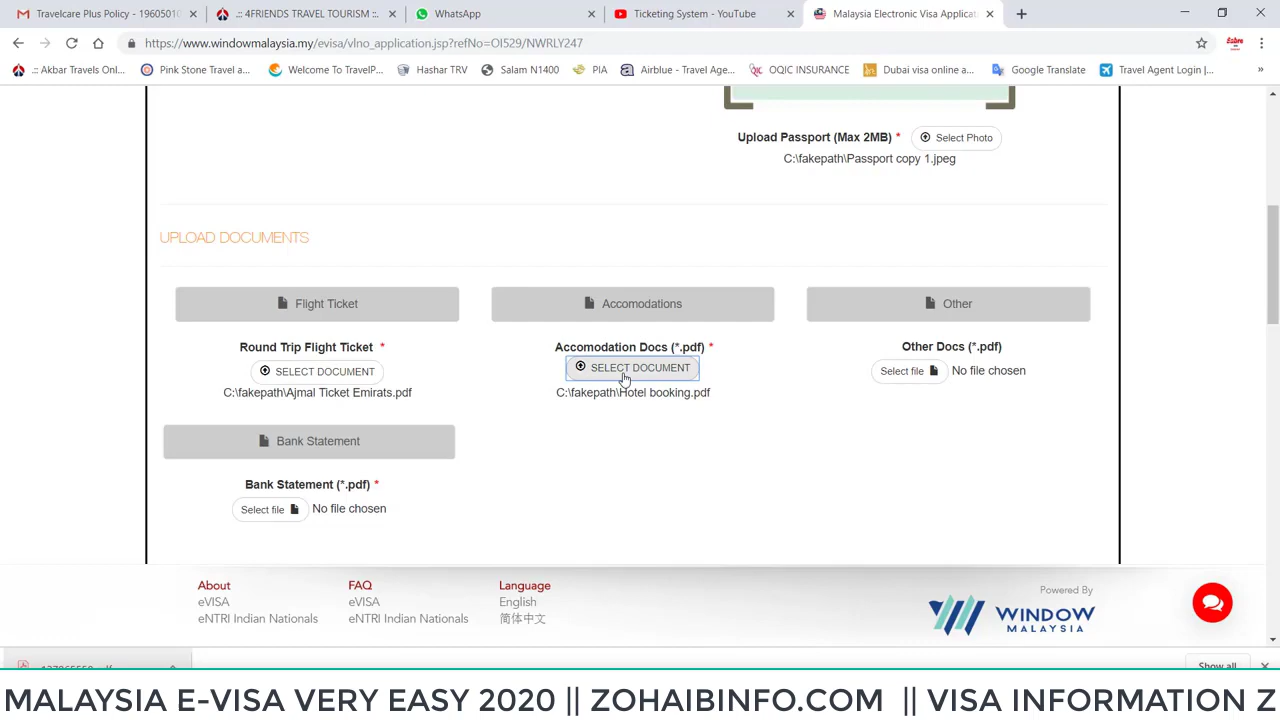 Travelcare Plus Policy - 1960501
.:: 4FRIENDS TRAVEL TOURISM ::.
WhatsApp
Ticketing System - YouTube
Malaysia Electronic Visa Applicat
https://www.windowmalaysia.my/evisa/vlno_application.jsp?refNo=OI529/NWRLY247
.:: Akbar Travels Onl...
Pink Stone Travel a...
Welcome To TravelP...
Hashar TRV
Salam N1400
PIA
Airblue - Travel Age...
OQIC INSURANCE
Dubai visa online a...
Google Translate
Travel Agent Login |...
»
Upload Passport (Max 2MB) * Select Photo
C:\fakepath\Passport copy 1.jpeg
UPLOAD DOCUMENTS
Flight Ticket
Accomodations
Other
Round Trip Flight Ticket *
Accomodation Docs (*.pdf) *
Other Docs (*.pdf)
SELECT DOCUMENT
SELECT DOCUMENT
Select file No file chosen
C:\fakepath\Ajmal Ticket Emirats.pdf
C:\fakepath\Hotel booking.pdf
Bank Statement
Bank Statement (*.pdf) *
Select file No file chosen
About
FAQ
Language
Powered By
eVISA
eVISA
English
eNTRI Indian Nationals
eNTRI Indian Nationals
简体中文
WINDOW
MALAYSIA
Show all
MALAYSIA E-VISA VERY EASY 2020 || ZOHAIBINFO.COM || VISA INFORMATION Z